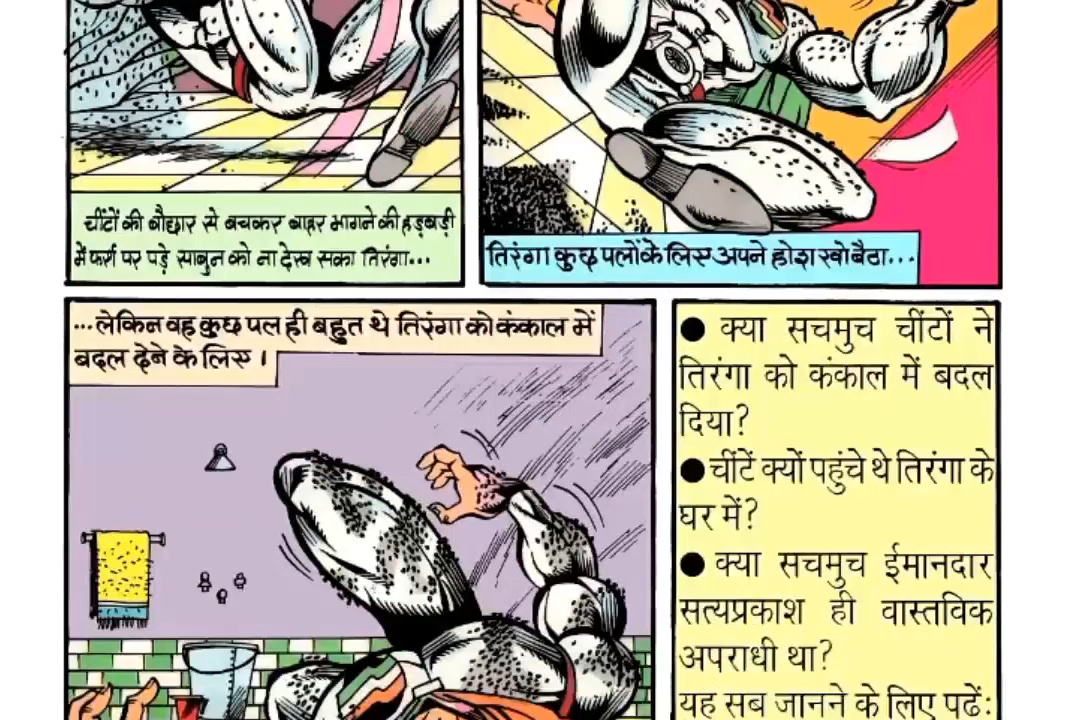 चींटों की बौछार से बचकर बाहर भागने की हड़बड़ी
में फर्श पर पड़े साबुन को ना देख सका तिरंगा...
तिरंगा कुछ पलों के लिए अपने होश खो बैठा...
...लेकिन वह कुछ पल ही बहुत थे तिरंगा को कंकाल में
बदल देने के लिए।
● क्या सचमुच चींटों ने
तिरंगा को कंकाल में बदल
दिया?
● चींटें क्यों पहुंचे थे तिरंगा के
घर में?
● क्या सचमुच ईमानदार
सत्यप्रकाश ही वास्तविक
अपराधी था?
यह सब जानने के लिए पढें: